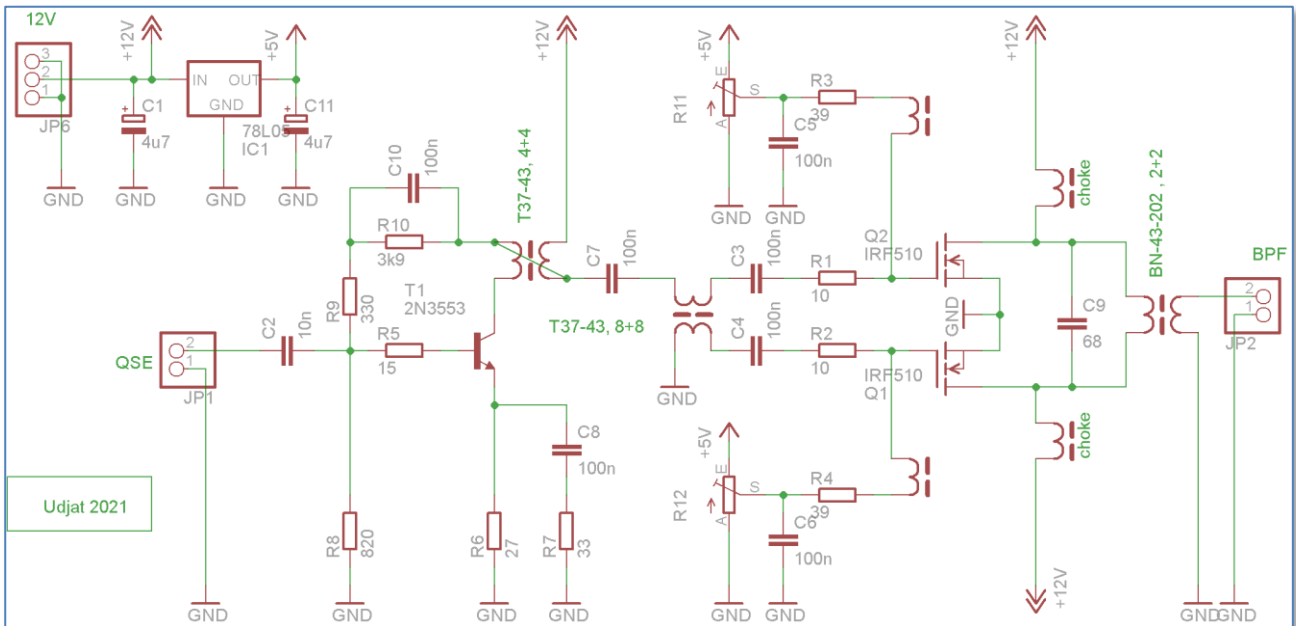 12V
3
2
1
JP6
+12V
+5V
IN OUT
GND
78L05
IC1
C1
4u7
C11
4u7
GND
GND
GND
GND
QSE
2
1
JP1
GND
C2
10n
R9
330
R10
3k9
C10
100n
R5
15
T1
2N3553
T37-43, 4+4
+12V
R8
820
GND
R6
27
GND
C8
100n
R7
33
GND
C7
100n
T37-43, 8+8
GND
C3
100n
C4
100n
R1
10
R2
10
+5V
R11
E
S
A
GND
C5
100n
GND
R3
39
+5V
R12
E
S
A
GND
C6
100n
GND
R4
39
Q2
IRF510
GND
IRF510
Q1
+12V
choke
choke
+12V
C9
68
BN-43-202 , 2+2
BPF
2
1
JP2
GND
GND
Udjat 2021